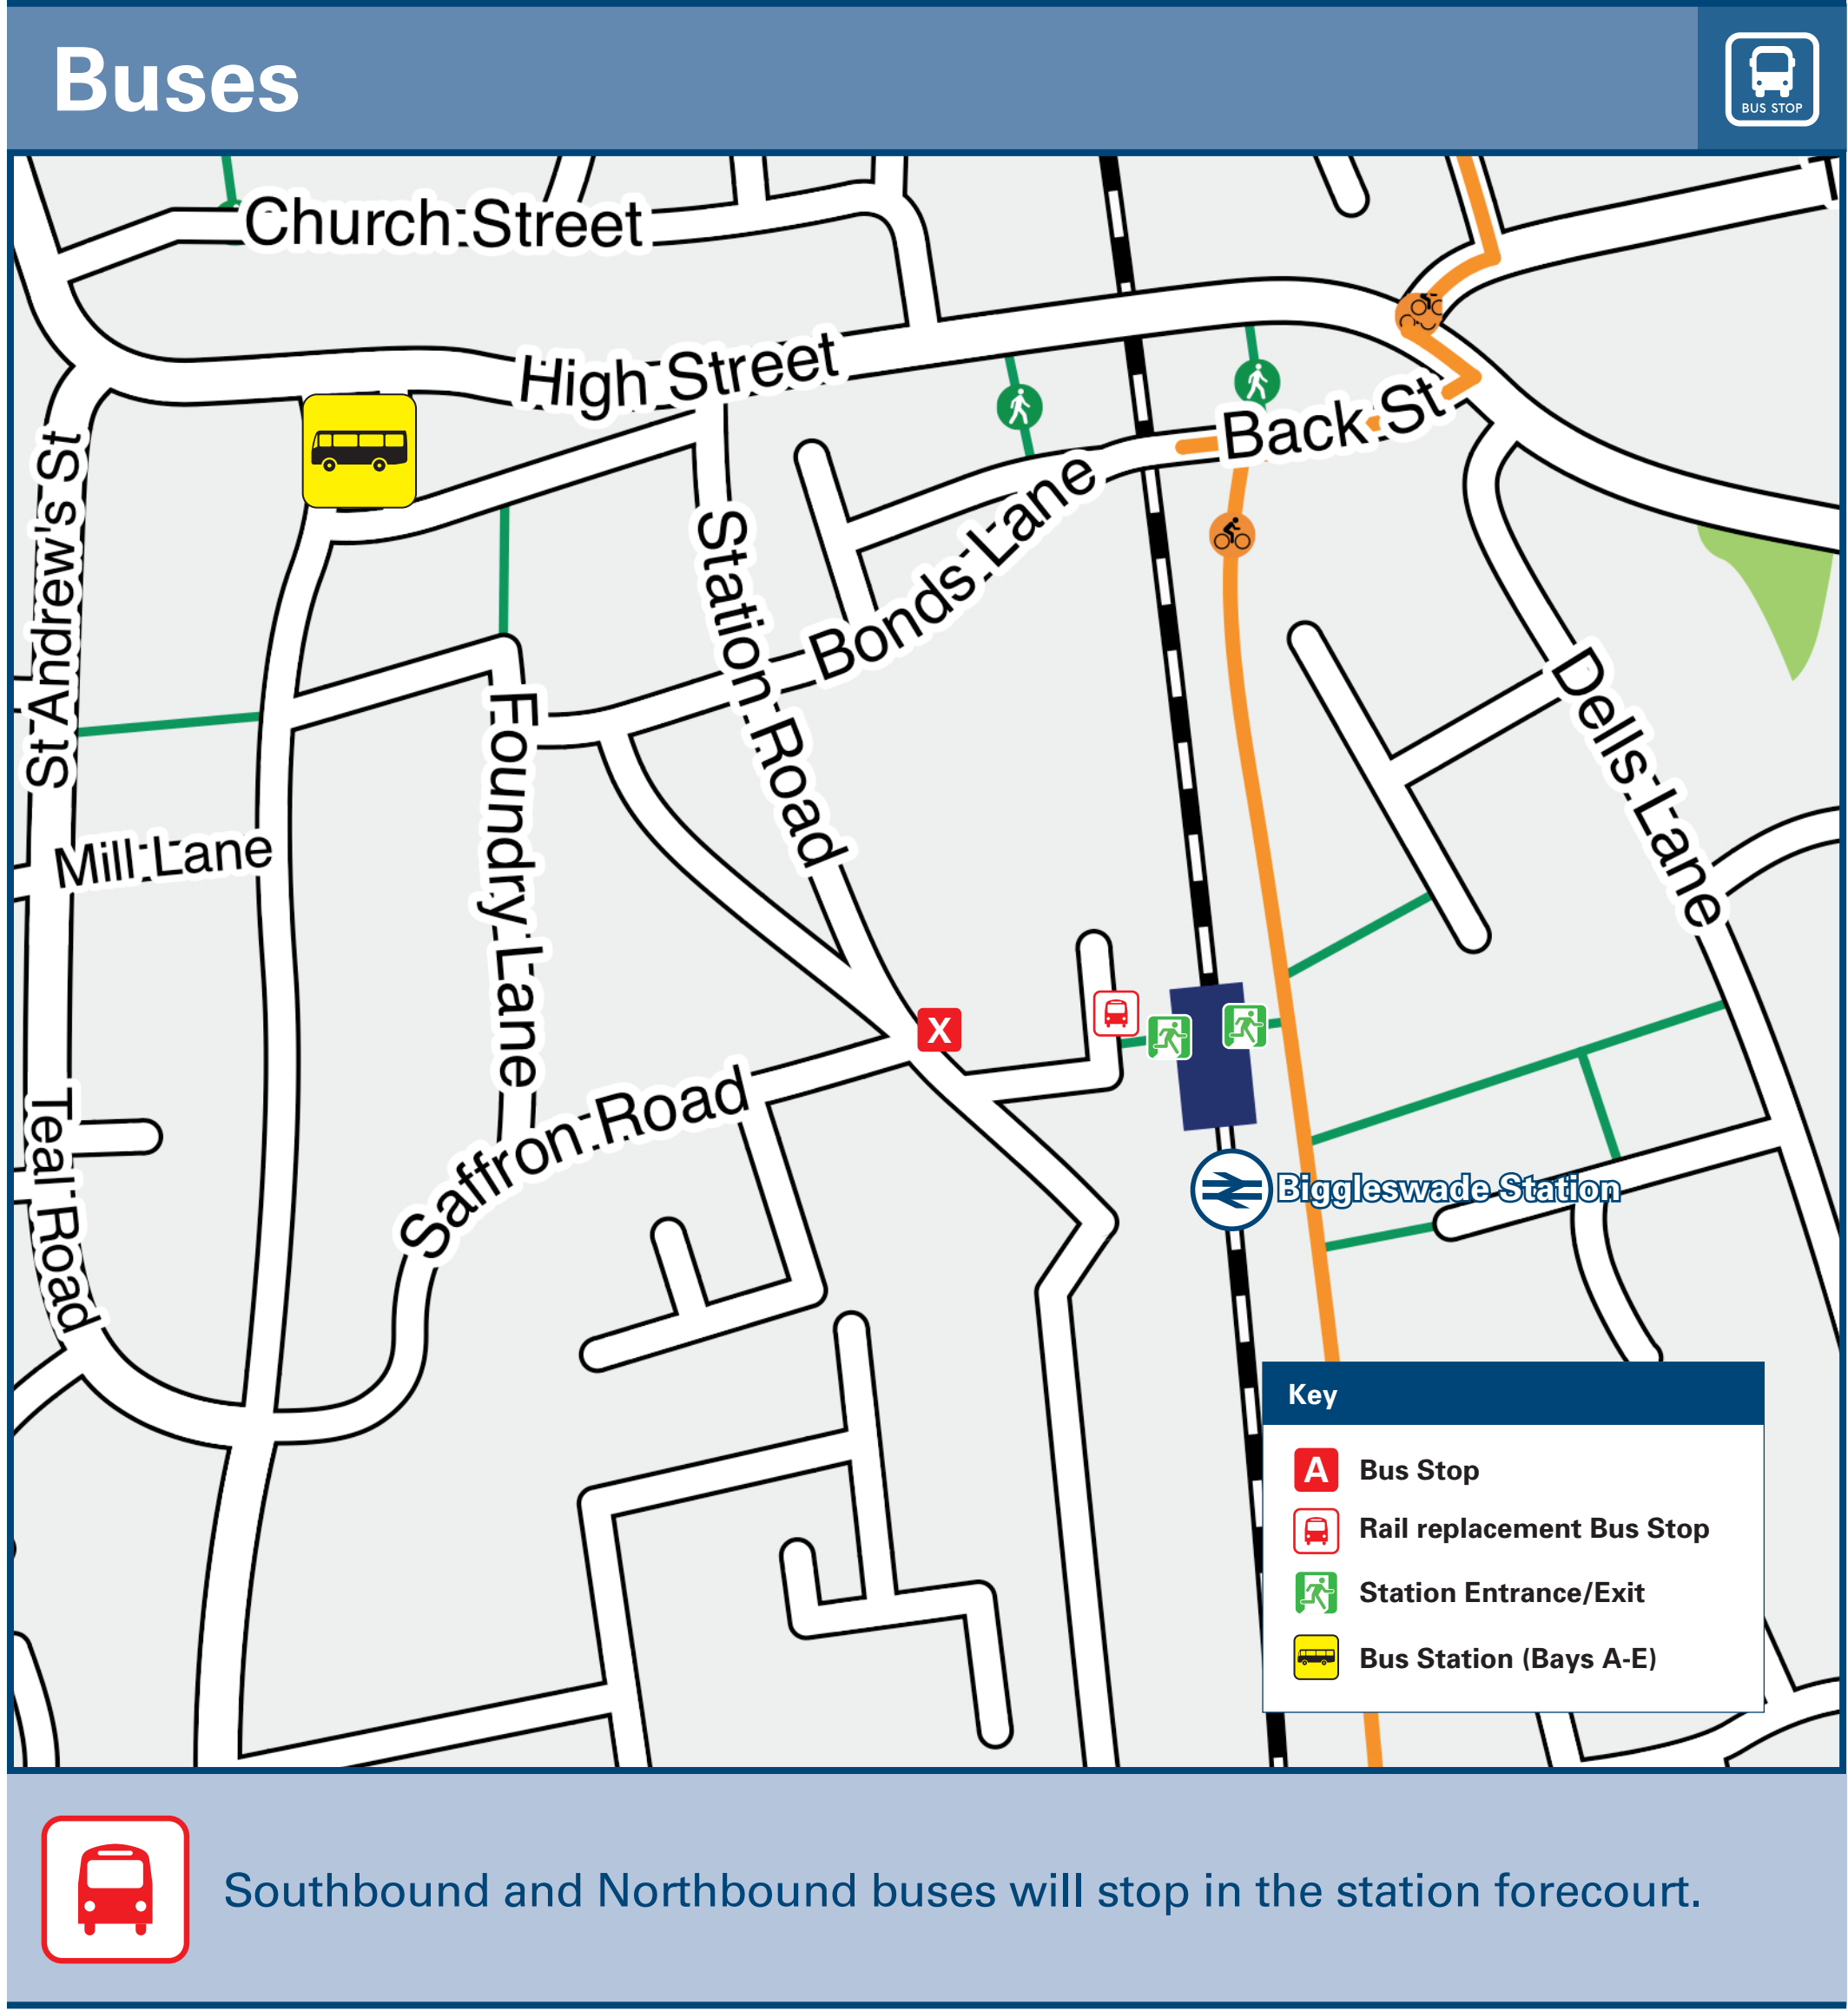 Buses
BUS STOP
Church Street
High Street
Back St
St Andrew's St
Station Road
Bonds Lane
Foundry Lane
Dells Lane
Mill Lane
X
Saffron Road
Teal Road
Biggleswade Station
Key
A Bus Stop
Rail replacement Bus Stop
Station Entrance/Exit
Bus Station (Bays A-E)
Southbound and Northbound buses will stop in the station forecourt.